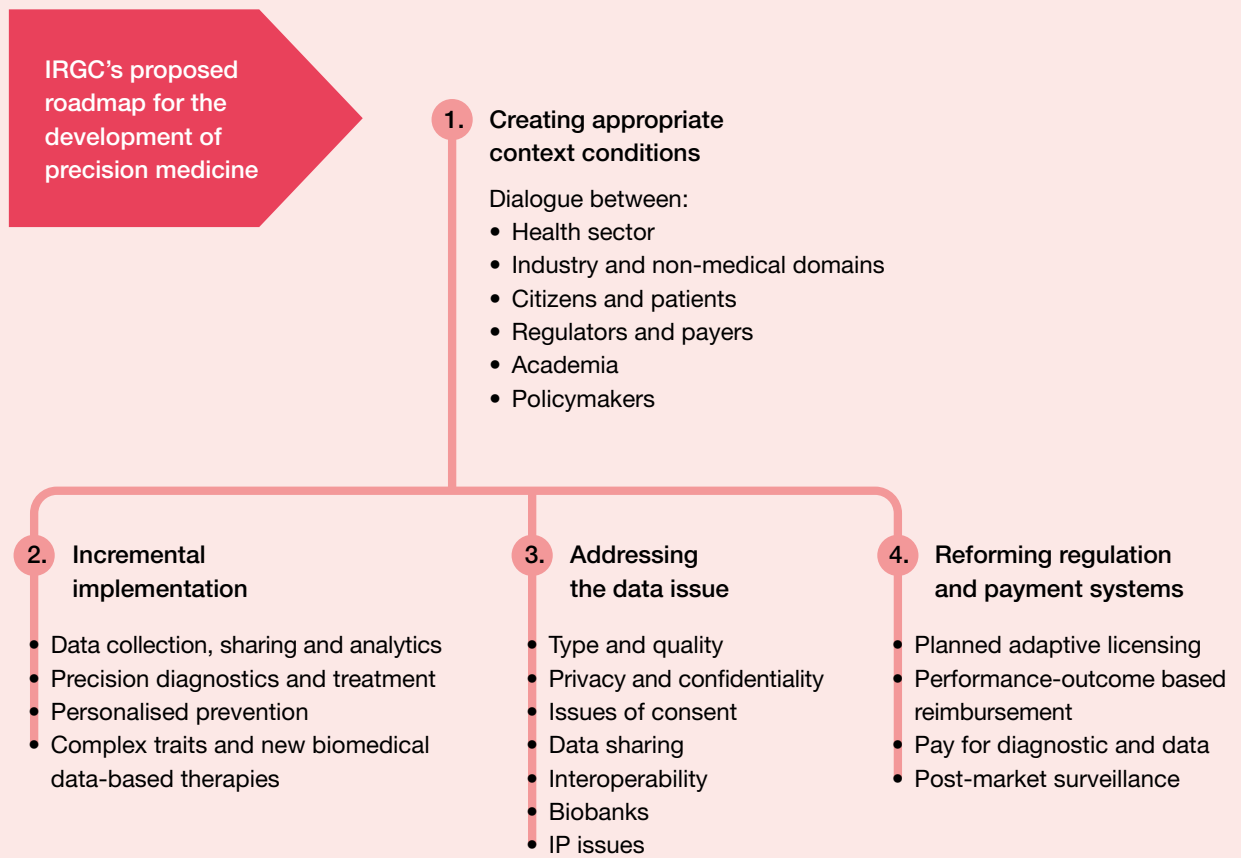 IRGC’s proposed
roadmap for the
development of
precision medicine
1. Creating appropriate
context conditions
Dialogue between:
• Health sector
• Industry and non-medical domains
• Citizens and patients
• Regulators and payers
• Academia
• Policymakers
2. Incremental
implementation
• Data collection, sharing and analytics
• Precision diagnostics and treatment
• Personalised prevention
• Complex traits and new biomedical
data-based therapies
3. Addressing
the data issue
• Type and quality
• Privacy and confidentiality
• Issues of consent
• Data sharing
• Interoperability
• Biobanks
• IP issues
4. Reforming regulation
and payment systems
• Planned adaptive licensing
• Performance-outcome based
reimbursement
• Pay for diagnostic and data
• Post-market surveillance